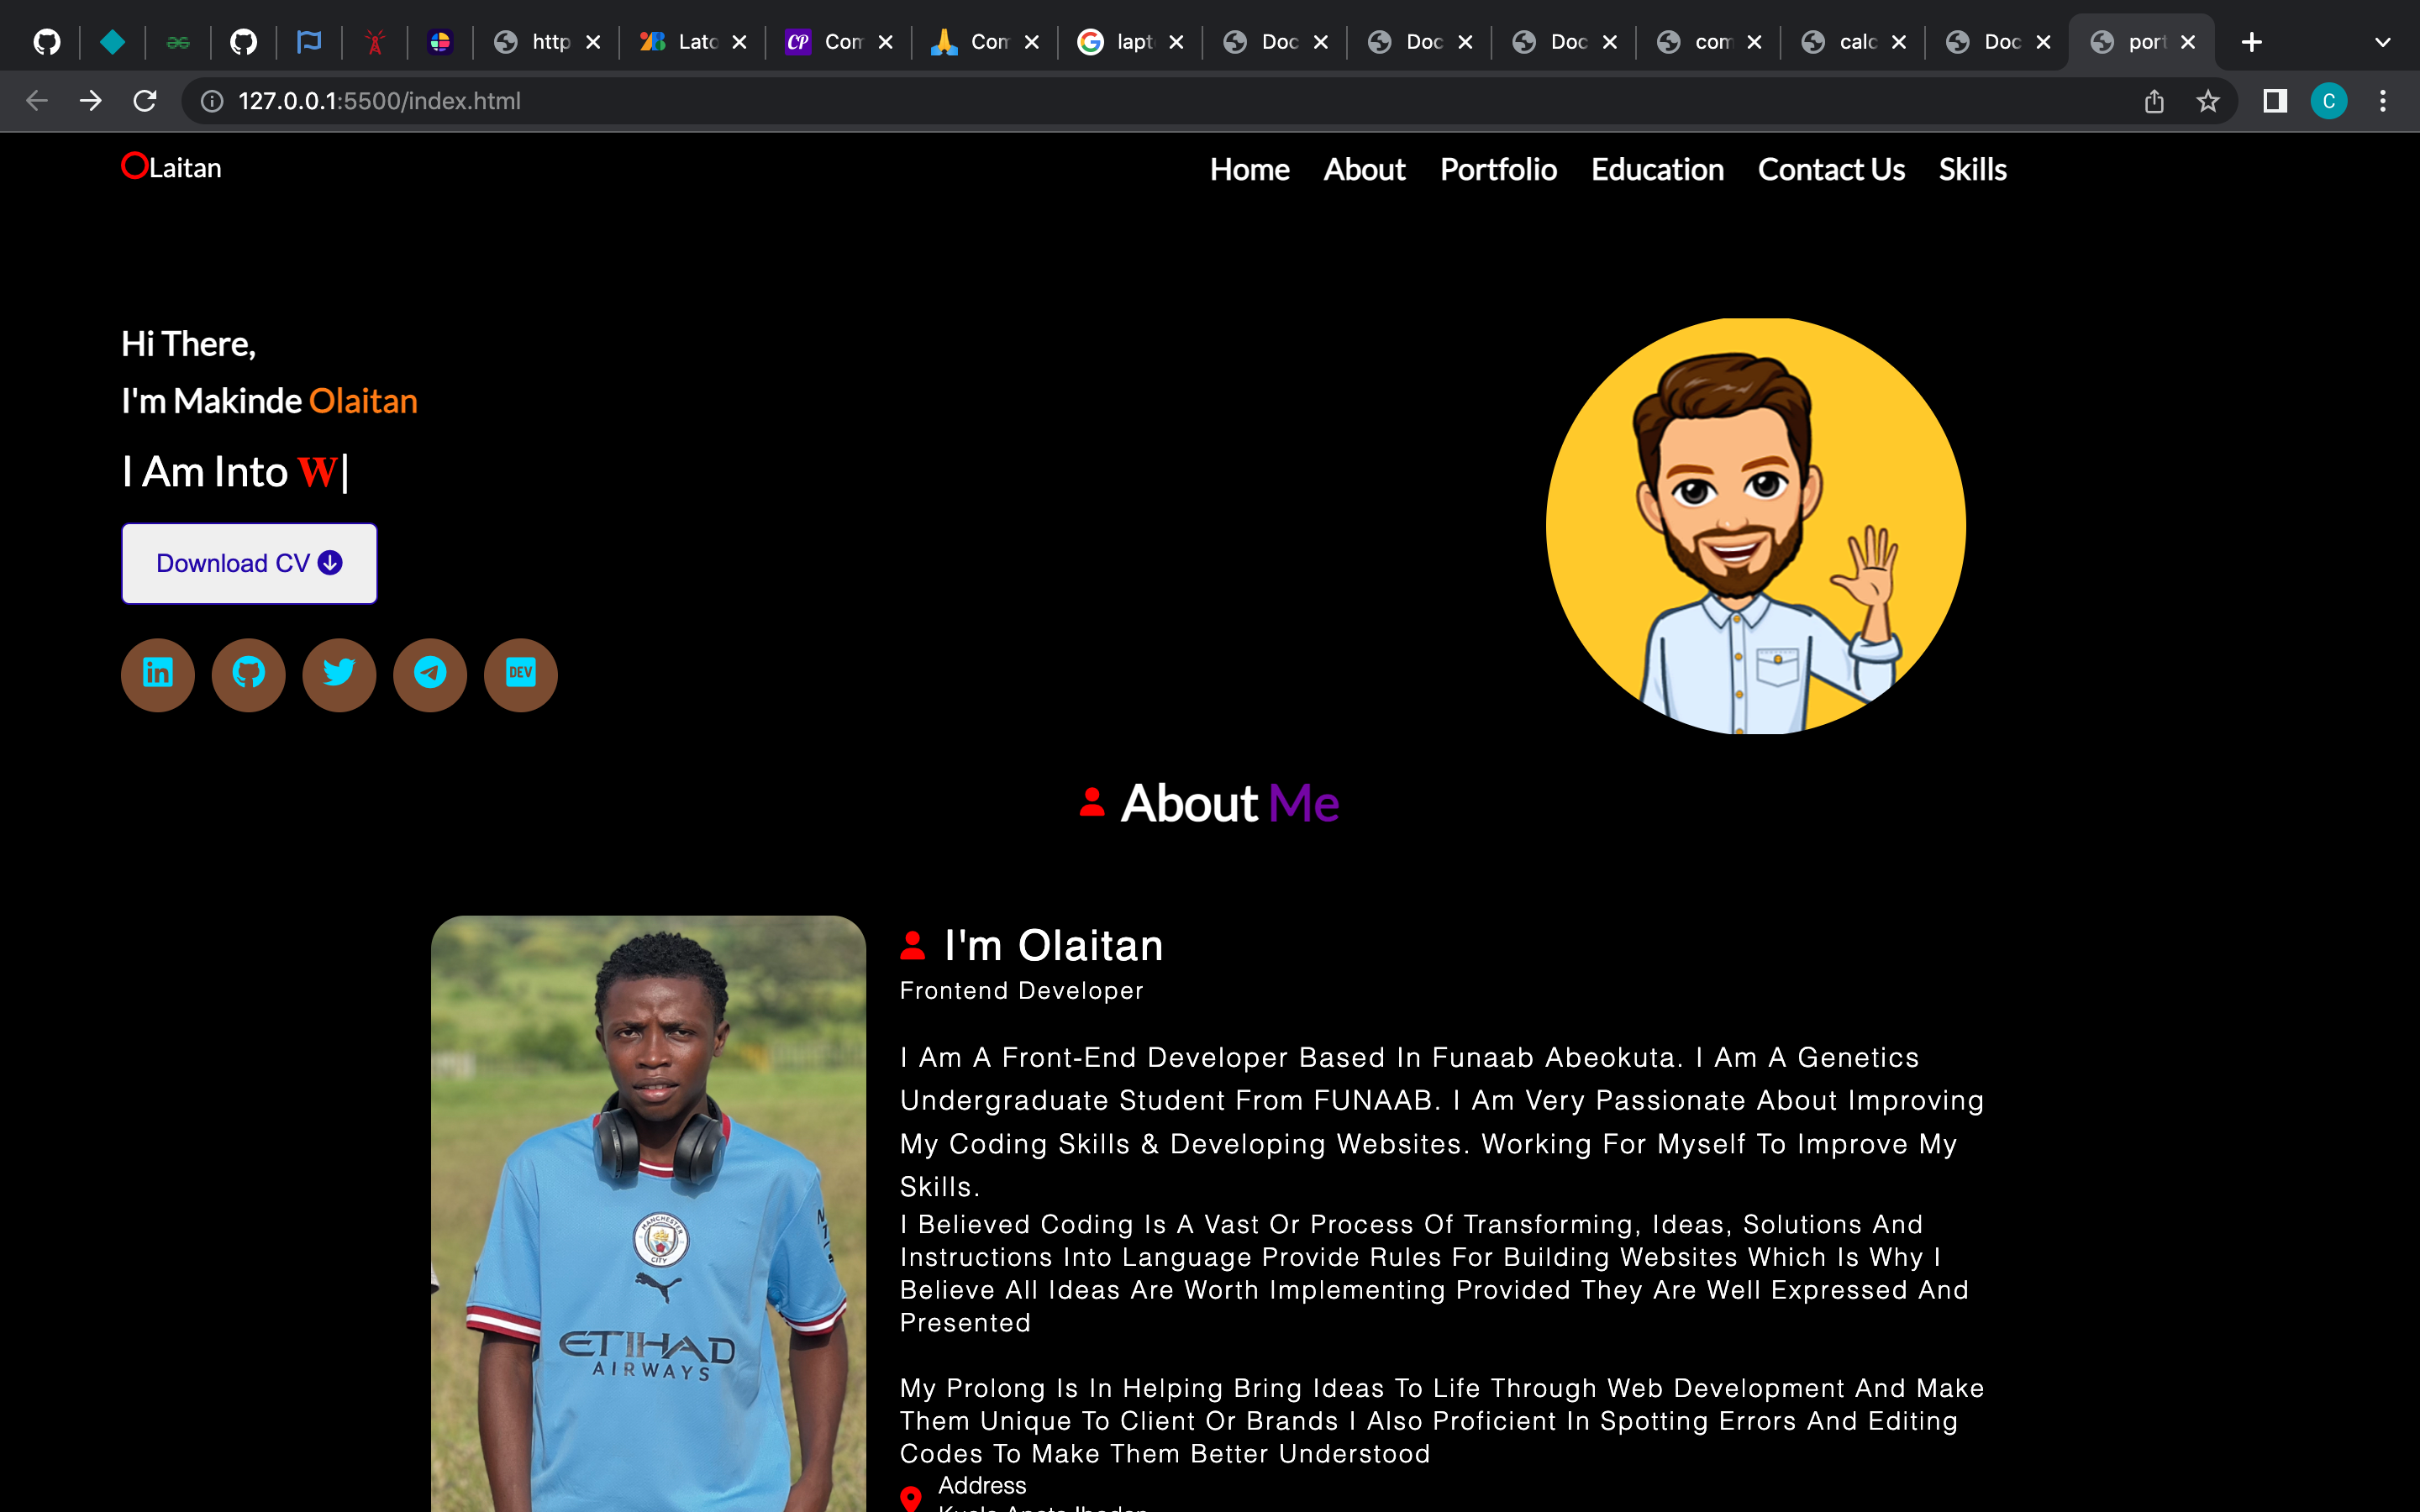 http
Lato
Com
Com
lapt
Doc
Doc
Doc
com
calc
Doc
port
127.0.0.1:5500/index.html
C
OLaitan
Home About Portfolio Education Contact Us Skills
Hi There,
I'm Makinde Olaitan
I Am Into W|
Download CV
in
DEV
About Me
I'm Olaitan
Frontend Developer
I Am A Front-End Developer Based In Funaab Abeokuta. I Am A Genetics
Undergraduate Student From FUNAAB. I Am Very Passionate About Improving
My Coding Skills & Developing Websites. Working For Myself To Improve My
Skills.
I Believed Coding Is A Vast Or Process Of Transforming, Ideas, Solutions And
Instructions Into Language Provide Rules For Building Websites Which Is Why I
Believe All Ideas Are Worth Implementing Provided They Are Well Expressed And
Presented
My Prolong Is In Helping Bring Ideas To Life Through Web Development And Make
Them Unique To Client Or Brands I Also Proficient In Spotting Errors And Editing
Codes To Make Them Better Understood
Address
MANCHESTER
CITY
ETIHAD
AIRWAYS